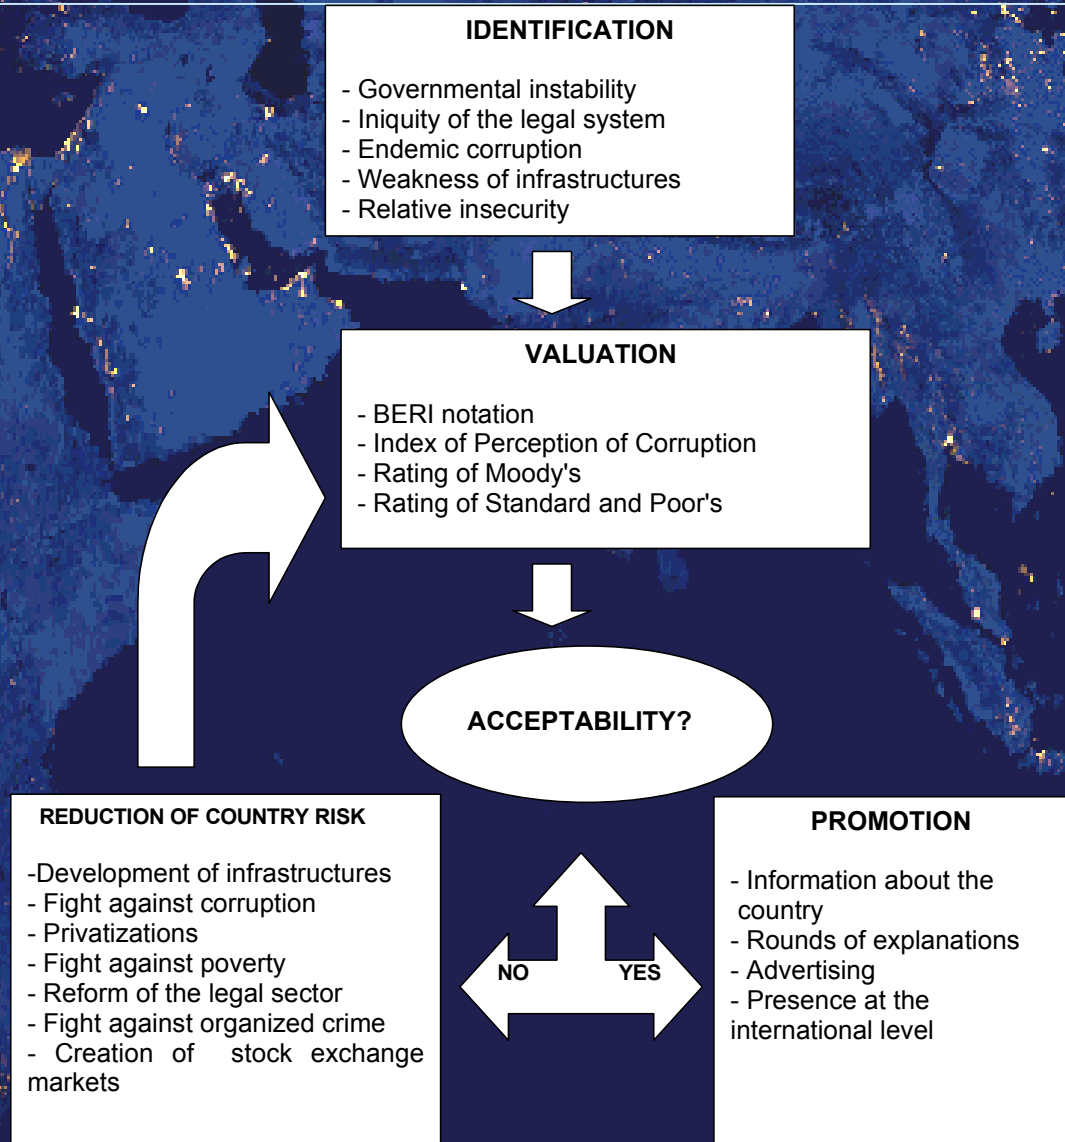 IDENTIFICATION
- Governmental instability
- Iniquity of the legal system
- Endemic corruption
- Weakness of infrastructures
- Relative insecurity
VALUATION
- BERI notation
- Index of Perception of Corruption
- Rating of Moody's
- Rating of Standard and Poor's
ACCEPTABILITY?
REDUCTION OF COUNTRY RISK
-Development of infrastructures
- Fight against corruption
- Privatizations
- Fight against poverty
- Reform of the legal sector
- Fight against organized crime
- Creation of stock exchange
markets
NO
YES
PROMOTION
- Information about the
country
- Rounds of explanations
- Advertising
- Presence at the
international level